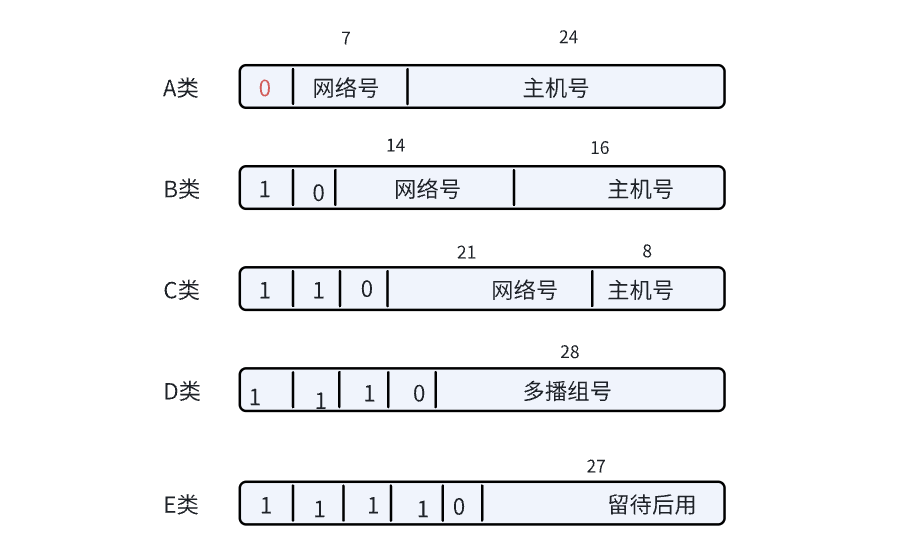 7 24
A类 0 网络号 主机号
14 16
B类 1 0 网络号 主机号
21 8
C类 1 1 0 网络号 主机号
28
D类 1 1 1 0 多播组号
27
E类 1 1 1 1 0 留待后用